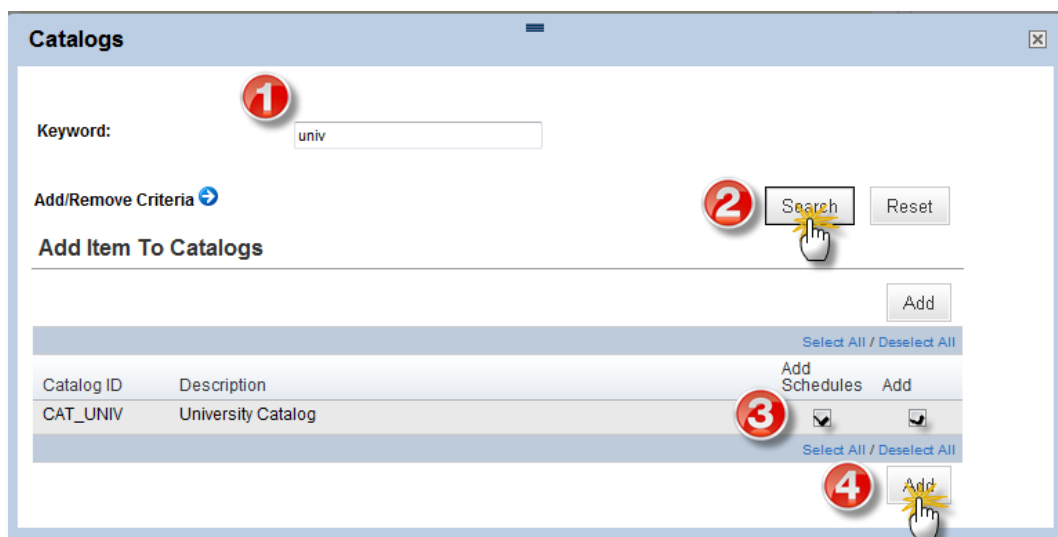 Catalogs
1
Keyword: univ
Add/Remove Criteria
2 Search Reset
Add Item To Catalogs
Add
Select All / Deselect All
Catalog ID Description Add Schedules Add
CAT_UNIV University Catalog 3
Select All / Deselect All
4 Add